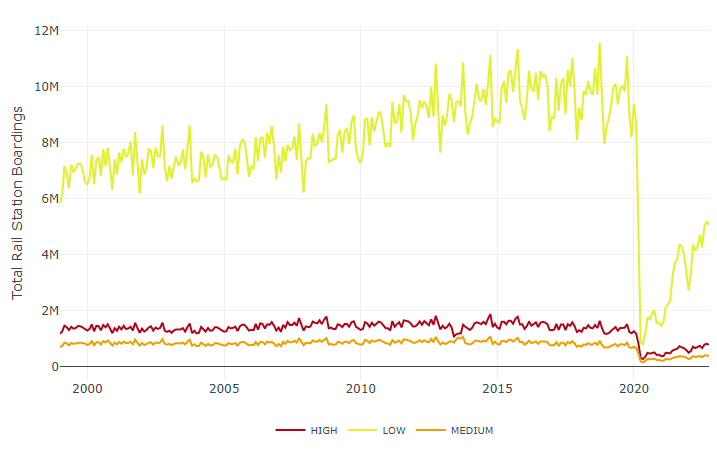 12M
10M
8M
6M
4M
2M
0
Total Rail Station Boardings
2000 2005 2010 2015 2020
HIGH LOW MEDIUM